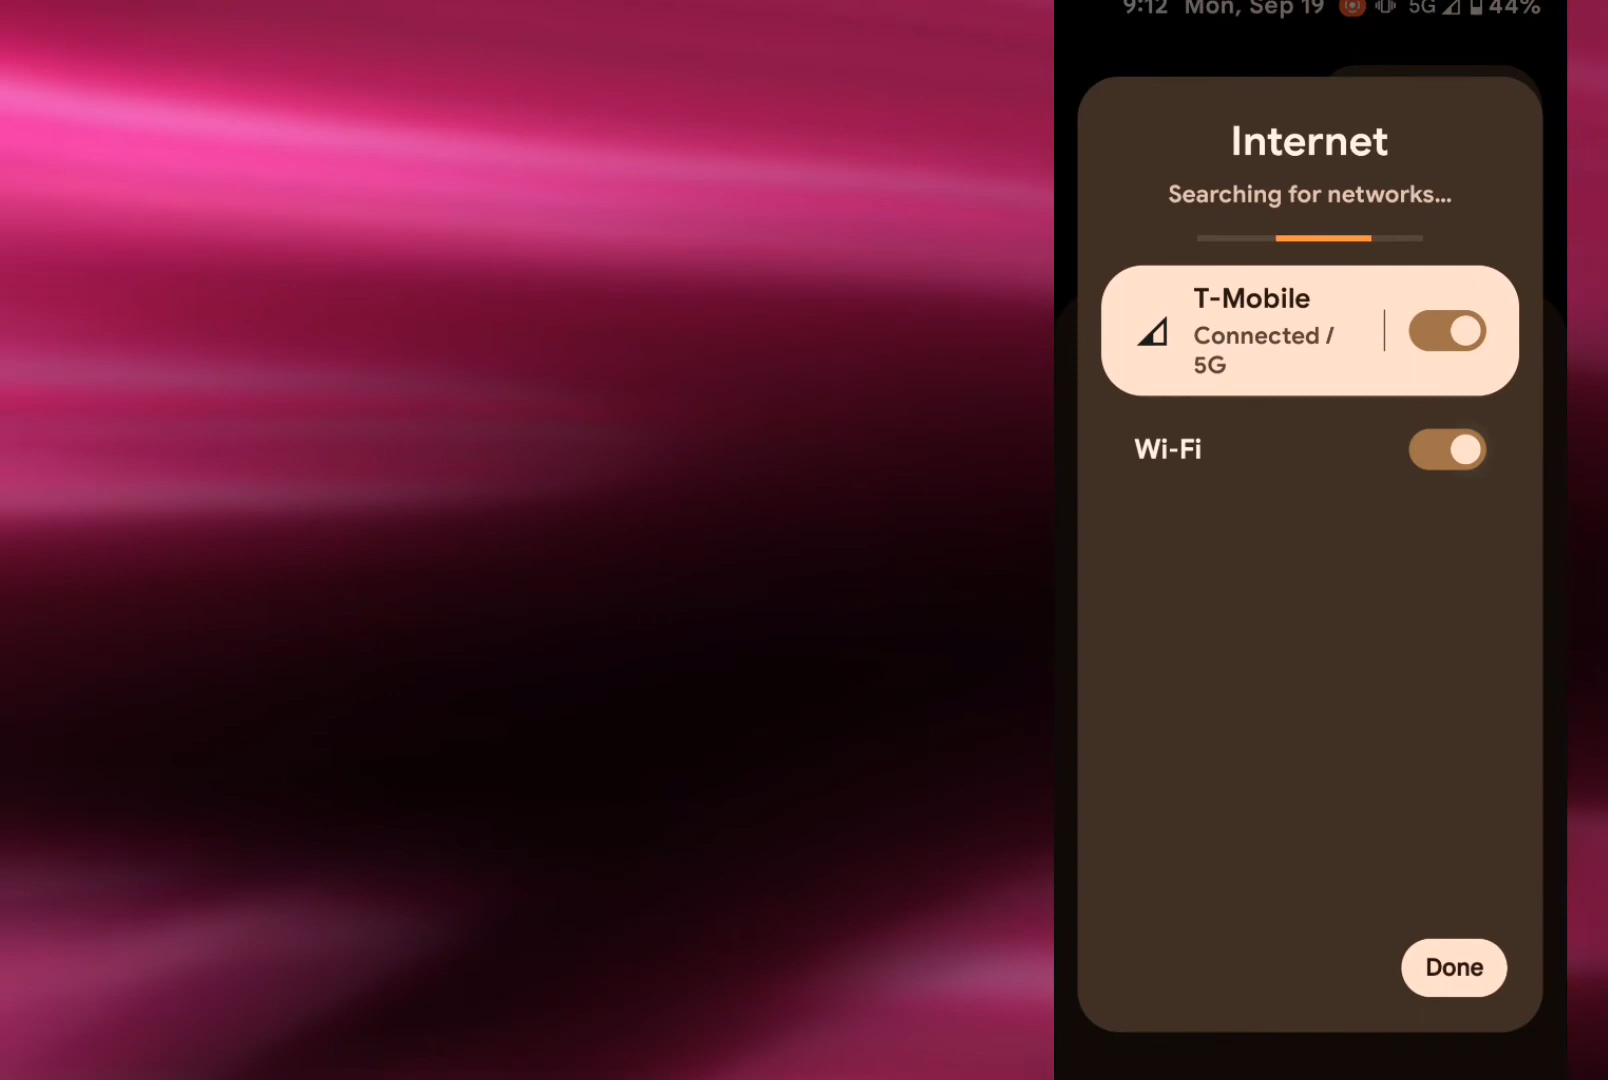 9:12 Mon, Sep 19 5G 44%
Internet
Searching for networks...
T-Mobile
Connected /
5G
Wi-Fi
Done